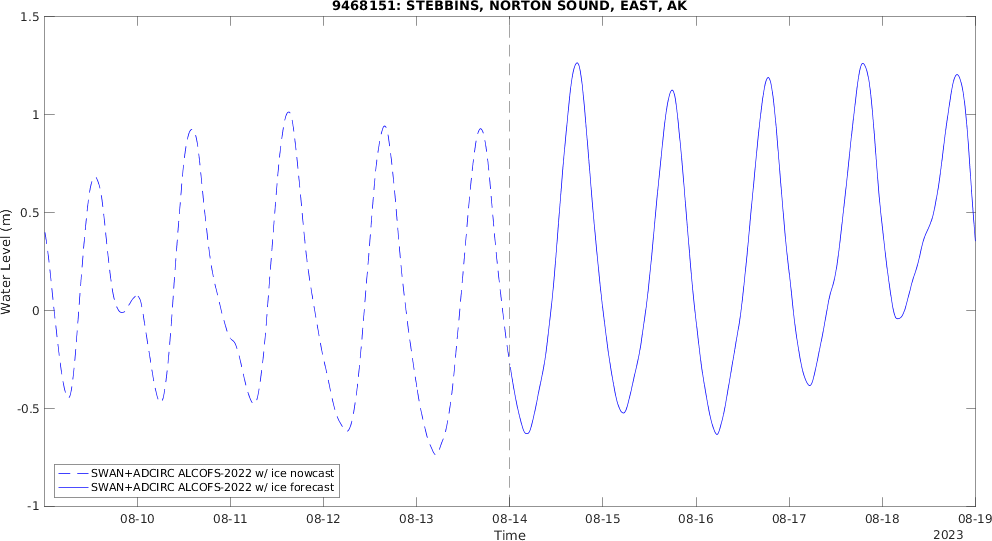 9468151: STEBBINS, NORTON SOUND, EAST, AK
1.5
1
0.5
0
-0.5
-1
Water Level (m)
SWAN+ADCIRC ALCOFS-2022 w/ ice nowcast
SWAN+ADCIRC ALCOFS-2022 w/ ice forecast
08-10 08-11 08-12 08-13 08-14 08-15 08-16 08-17 08-18 08-19
Time
2023